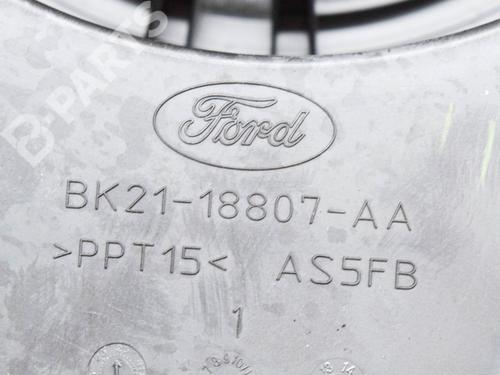 B PARTS
Ford
BK21-18807-AA
>PPT15< AS5FB
1